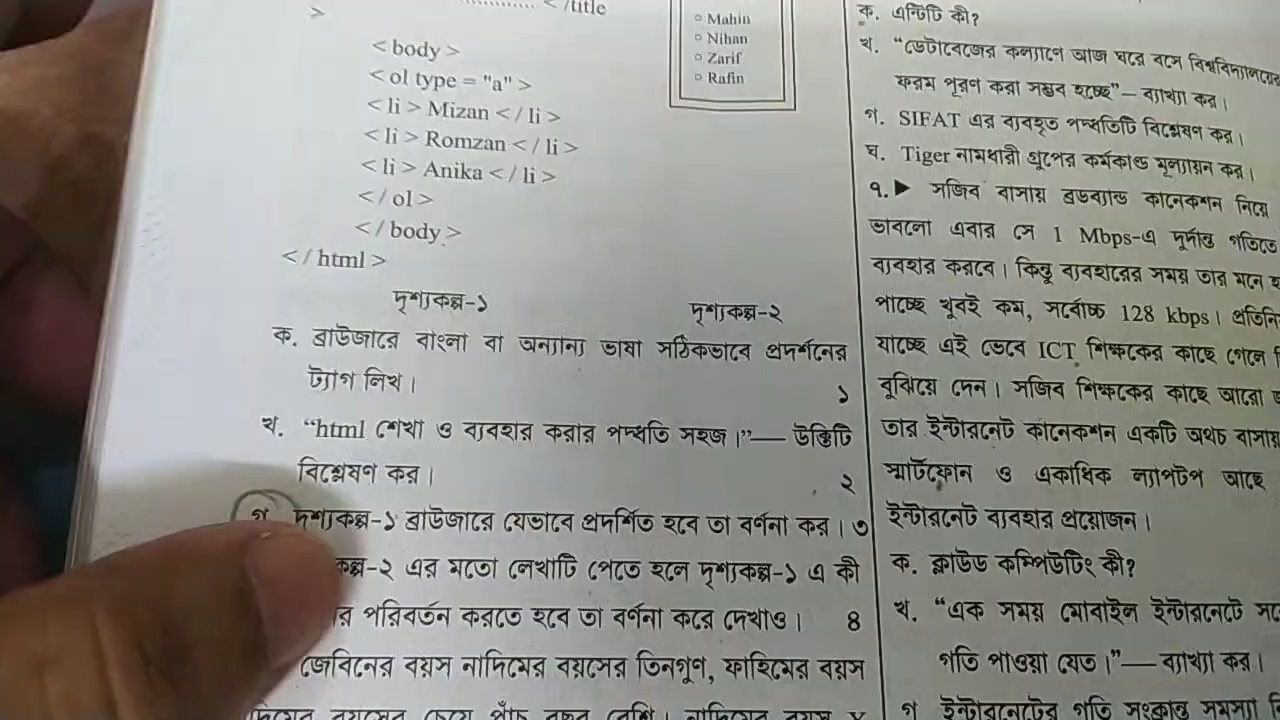 < /title
>
< body >
< ol type = "a" >
< li > Mizan < / li >
< li > Romzan < / li >
< li > Anika < / li >
< / ol >
< / body >
< / html >
○ Mahin
○ Nihan
○ Zarif
○ Rafin
দৃশ্যকল্প-১
দৃশ্যকল্প-২
ক. ব্রাউজারে বাংলা বা অন্যান্য ভাষা সঠিকভাবে প্রদর্শনের
ট্যাগ লিখ। ১
খ. “html শেখা ও ব্যবহার করার পদ্ধতি সহজ।”— উক্তিটি
বিশ্লেষণ কর। ২
গ দৃশ্যকল্প-১ ব্রাউজারে যেভাবে প্রদর্শিত হবে তা বর্ণনা কর। ৩
কল্প-২ এর মতো লেখাটি পেতে হলে দৃশ্যকল্প-১ এ কী
পরিবর্তন করতে হবে তা বর্ণনা করে দেখাও। ৪
জেবিনের বয়স নাদিমের বয়সের তিনগুণ, ফাহিমের বয়স
ক. এন্টিটি কী?
খ. “ডেটাবেজের কল্যাণে আজ ঘরে বসে বিশ্ববিদ্যালয়ের
ফরম পূরণ করা সম্ভব হচ্ছে”— ব্যাখ্যা কর।
গ. SIFAT এর ব্যবহৃত পদ্ধতিটি বিশ্লেষণ কর।
ঘ. Tiger নামধারী গ্রুপের কর্মকান্ড মূল্যায়ন কর।
৭.▶ সজিব বাসায় ব্রডব্যান্ড কানেকশন নিয়ে
ভাবলো এবার সে 1 Mbps-এ দুর্দান্ত গতিতে
ব্যবহার করবে। কিন্তু ব্যবহারের সময় তার মনে
পাচ্ছে খুবই কম, সর্বোচ্চ 128 kbps।
যাচ্ছে এই ভেবে ICT শিক্ষকের কাছে গেলে
বুঝিয়ে দেন। সজিব শিক্ষকের কাছে আরো
তার ইন্টারনেট কানেকশন একটি অথচ বাসায়
স্মার্টফোন ও একাধিক ল্যাপটপ আছে
ইন্টারনেট ব্যবহার প্রয়োজন।
ক. ক্লাউড কম্পিউটিং কী?
খ. “এক সময় মোবাইল ইন্টারনেটে
গতি পাওয়া যেত।”— ব্যাখ্যা কর।
গ ইন্টারনেটের গতি সংক্রান্ত সমস্যা